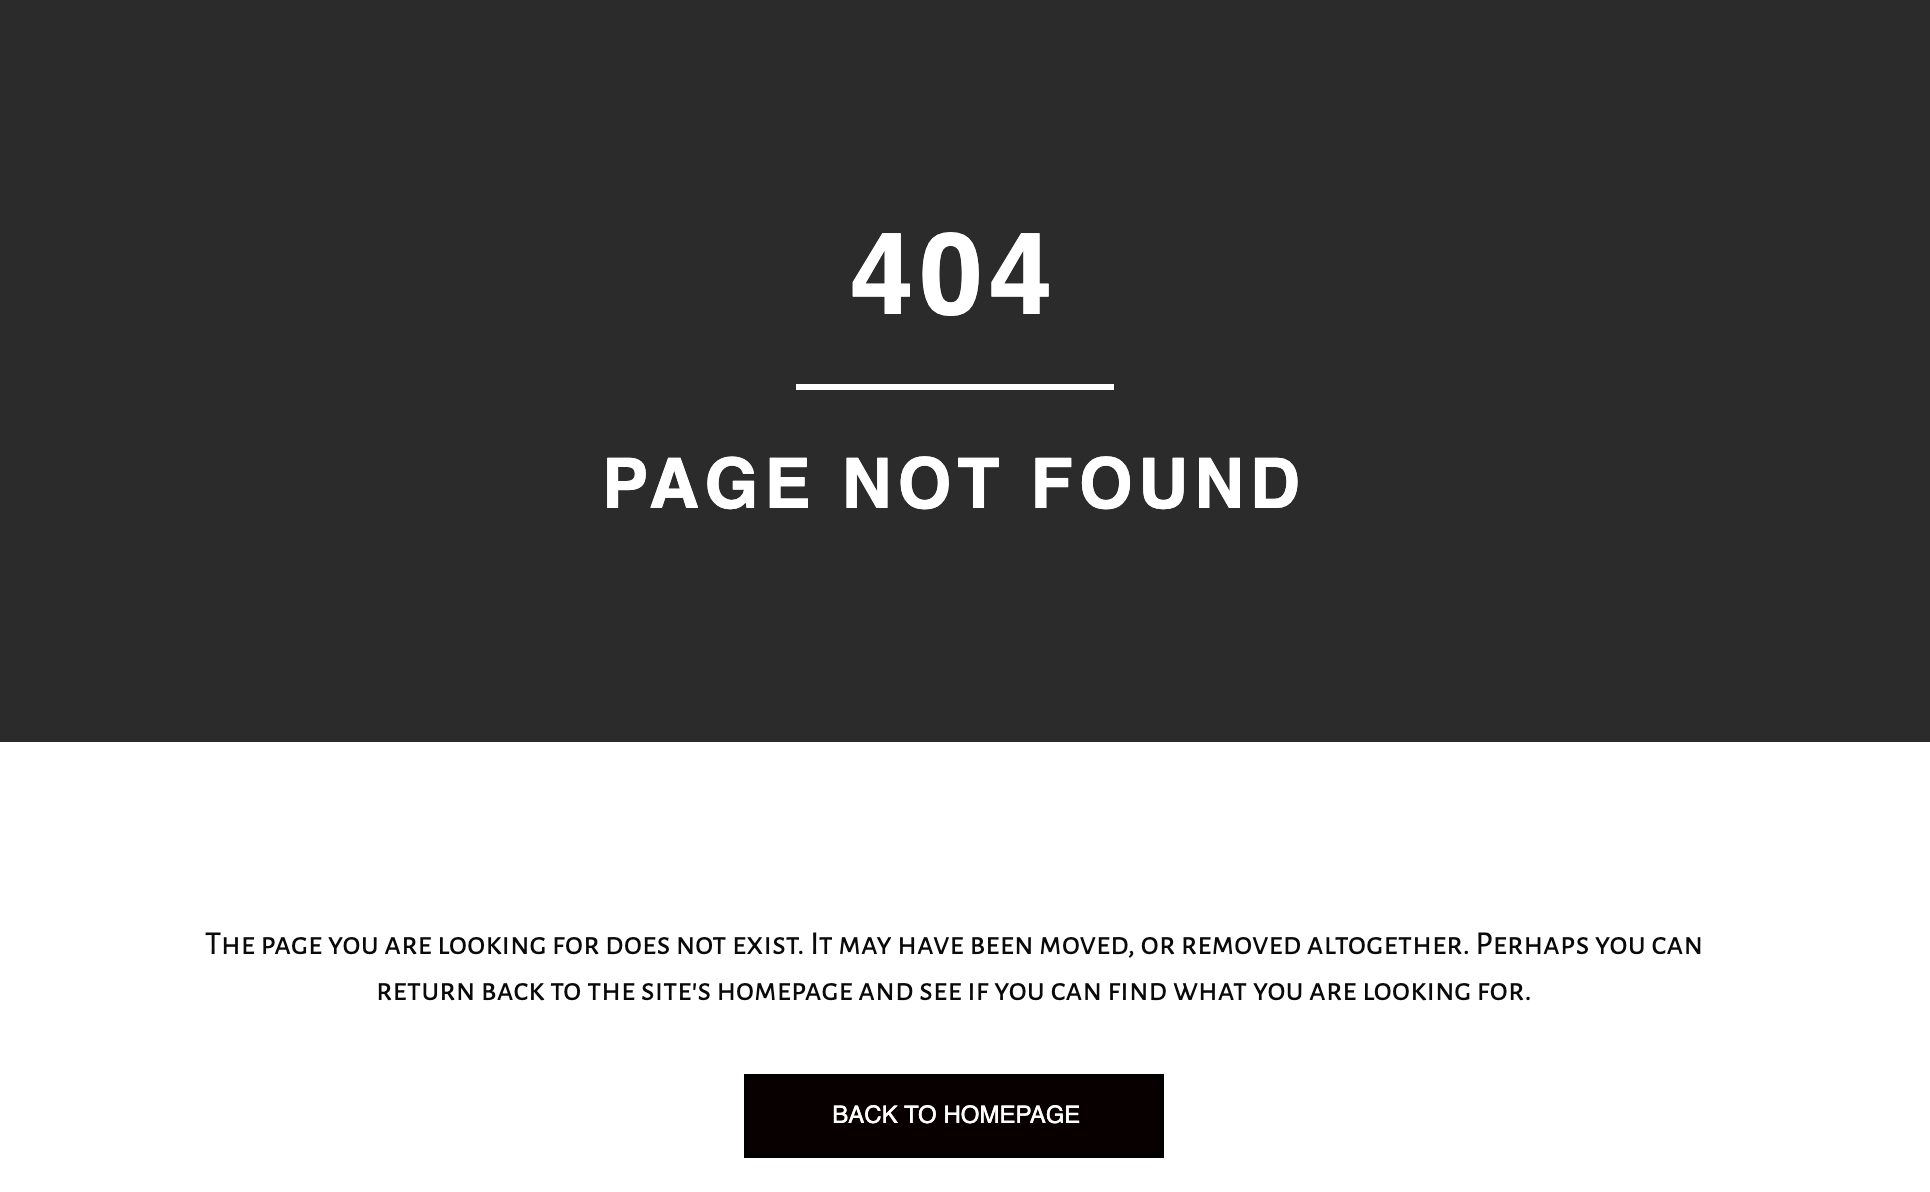 404
PAGE NOT FOUND
The page you are looking for does not exist. It may have been moved, or removed altogether. Perhaps you can
return back to the site's homepage and see if you can find what you are looking for.
BACK TO HOMEPAGE